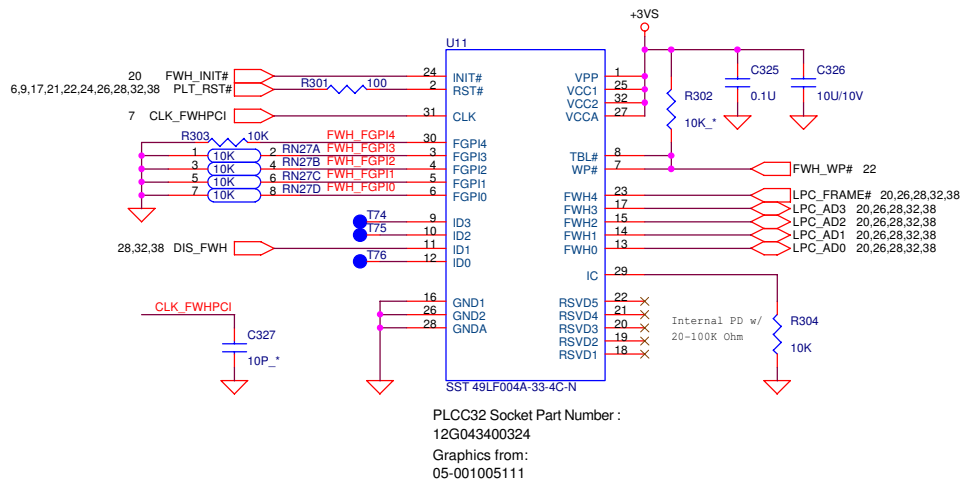 +3VS
U11
20 FWH_INIT# 24 INIT# VPP 1
6,9,17,21,22,24,26,28,32,38 PLT_RST# R301 100 2 RST# VCC1 25
VCC2 32
7 CLK_FWHPCI 31 CLK VCCA 27
C325
0.1U
C326
10U/10V
R302
10K_*
R303 10K FWH_FGPI4 30 FGPI4
1 10K 2 RN27A FWH_FGPI3 3 FGPI3 TBL# 8
3 10K 4 RN27B FWH_FGPI2 4 FGPI2 WP# 7 FWH_WP# 22
5 10K 6 RN27C FWH_FGPI1 5 FGPI1
7 10K 8 RN27D FWH_FGPI0 6 FGPI0 FWH4 23 LPC_FRAME# 20,26,28,32,38
FWH3 17 LPC_AD3 20,26,28,32,38
T74 9 ID3 FWH2 15 LPC_AD2 20,26,28,32,38
T75 10 ID2 FWH1 14 LPC_AD1 20,26,28,32,38
28,32,38 DIS_FWH 11 ID1 FWH0 13 LPC_AD0 20,26,28,32,38
T76 12 ID0
IC 29
16 GND1 RSVD5 22
26 GND2 RSVD4 21
28 GNDA RSVD3 20
RSVD2 19
RSVD1 18
Internal PD w/
20-100K Ohm
R304
10K
CLK_FWHPCI
C327
10P_*
SST 49LF004A-33-4C-N
PLCC32 Socket Part Number :
12G043400324
Graphics from:
05-001005111